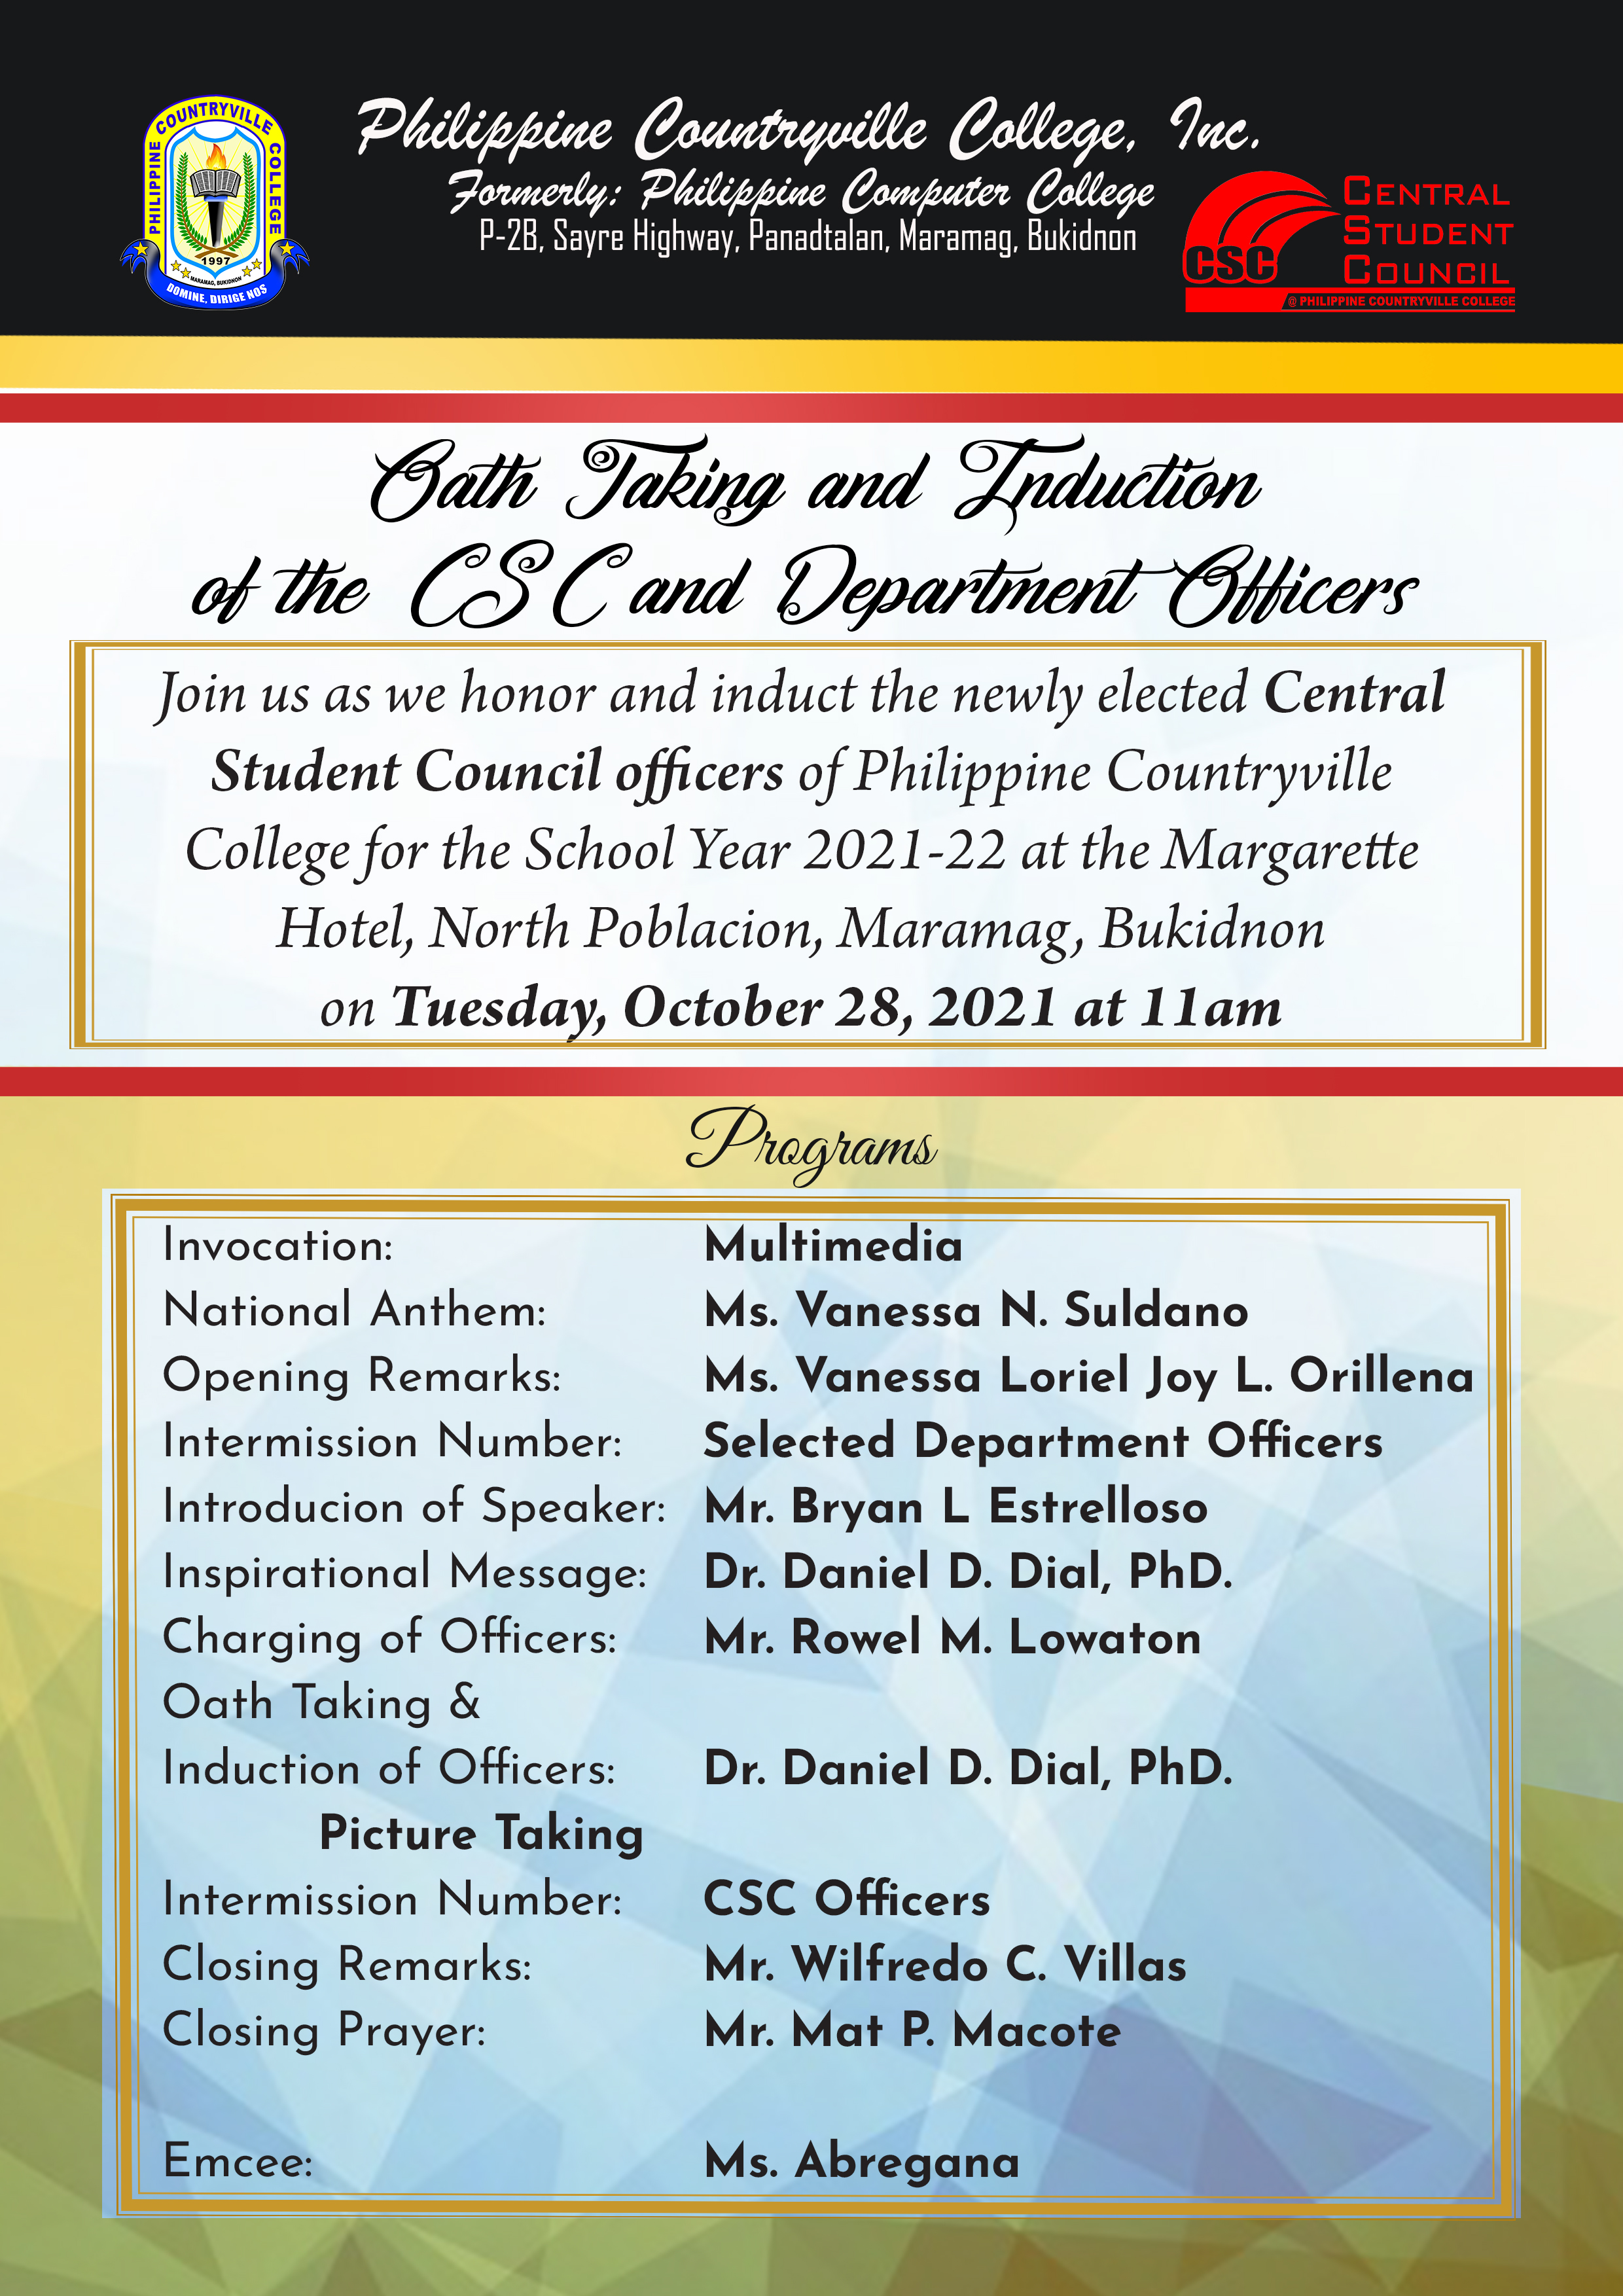 PHILIPPINE COUNTRYVILLE COLLEGE
1997
MARAMAG, BUKIDNON
DOMINE, DIRIGE NOS
Philippine Countryville College, Inc.
Formerly: Philippine Computer College
P-2B, Sayre Highway, Panadtalan, Maramag, Bukidnon
CSC
CENTRAL
STUDENT
COUNCIL
@ PHILIPPINE COUNTRYVILLE COLLEGE
Oath Taking and Induction
of the CSC and Department Officers
Join us as we honor and induct the newly elected Central
Student Council officers of Philippine Countryville
College for the School Year 2021-22 at the Margarette
Hotel, North Poblacion, Maramag, Bukidnon
on Tuesday, October 28, 2021 at 11am
Programs
Invocation: Multimedia
National Anthem: Ms. Vanessa N. Suldano
Opening Remarks: Ms. Vanessa Loriel Joy L. Orillena
Intermission Number: Selected Department Officers
Introducion of Speaker: Mr. Bryan L Estrelloso
Inspirational Message: Dr. Daniel D. Dial, PhD.
Charging of Officers: Mr. Rowel M. Lowaton
Oath Taking &
Induction of Officers: Dr. Daniel D. Dial, PhD.
Picture Taking
Intermission Number: CSC Officers
Closing Remarks: Mr. Wilfredo C. Villas
Closing Prayer: Mr. Mat P. Macote
Emcee: Ms. Abregana